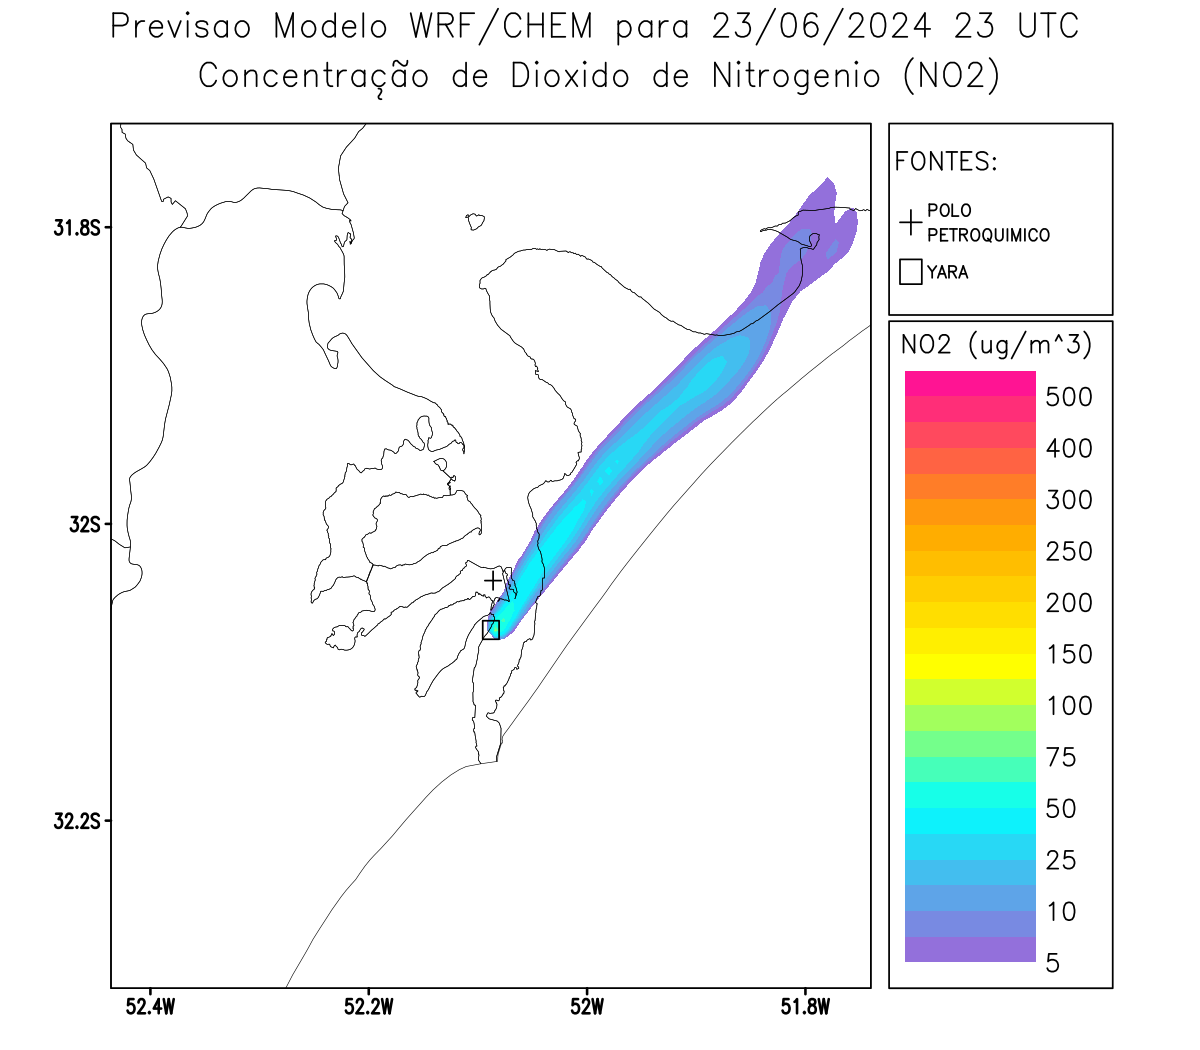 Previsao Modelo WRF/CHEM para 23/06/2024 23 UTC
Concentração de Dioxido de Nitrogenio (NO2)
FONTES:
POLO
PETROQUIMICO
YARA
NO2 (ug/m^3)
500
400
300
250
200
150
100
75
50
25
10
5
31.8S
32S
32.2S
52.4W
52.2W
52W
51.8W